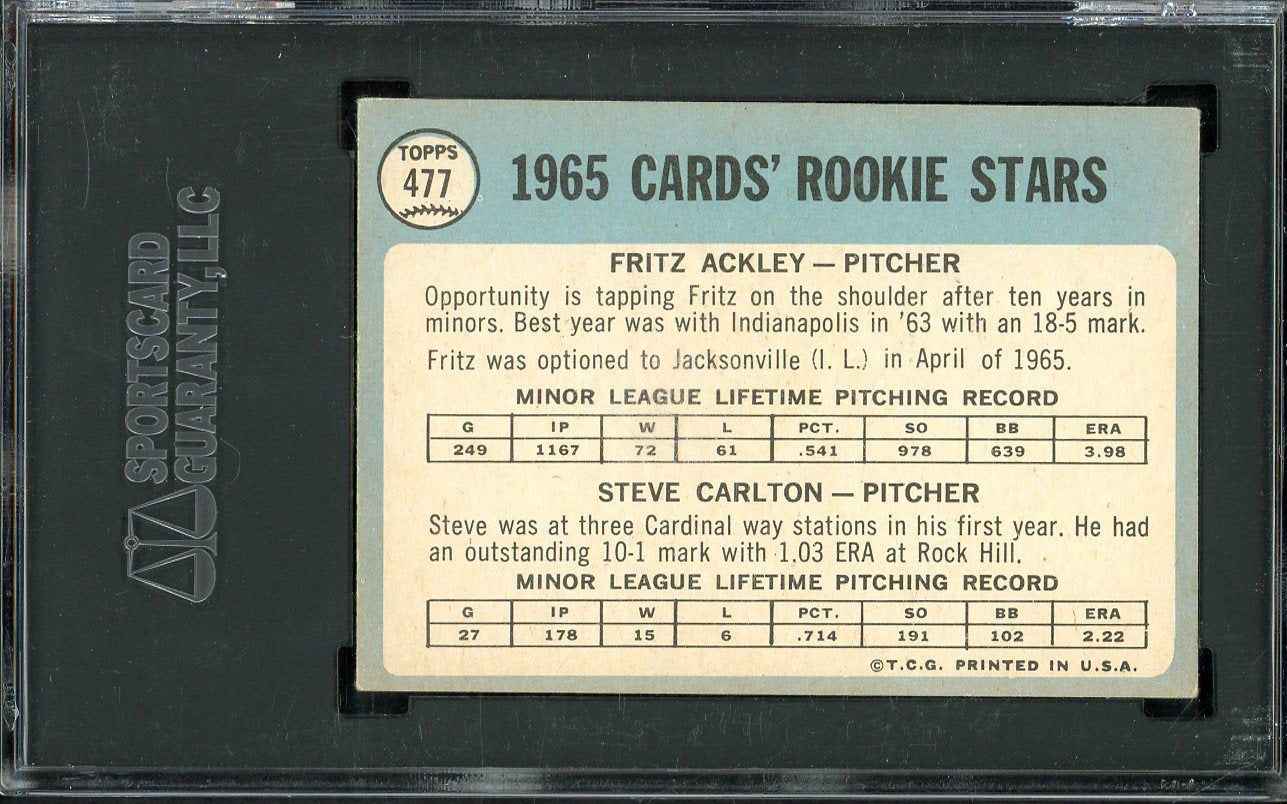 SPORTSCARD
GUARANTY, LLC
TOPPS
477
1965 CARDS' ROOKIE STARS
FRITZ ACKLEY — PITCHER
Opportunity is tapping Fritz on the shoulder after ten years in
minors. Best year was with Indianapolis in '63 with an 18-5 mark.
Fritz was optioned to Jacksonville (I. L.) in April of 1965.
MINOR LEAGUE LIFETIME PITCHING RECORD
G IP W L PCT. SO BB ERA
249 1167 72 61 .541 978 639 3.98
STEVE CARLTON — PITCHER
Steve was at three Cardinal way stations in his first year. He had
an outstanding 10-1 mark with 1.03 ERA at Rock Hill.
MINOR LEAGUE LIFETIME PITCHING RECORD
G IP W L PCT. SO BB ERA
27 178 15 6 .714 191 102 2.22
©T.C.G. PRINTED IN U.S.A.